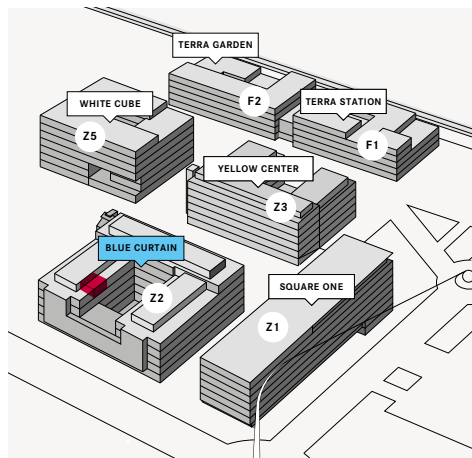 TERRA GARDEN
F2
WHITE CUBE
Z5
TERRA STATION
F1
YELLOW CENTER
Z3
BLUE CURTAIN
Z2
SQUARE ONE
Z1